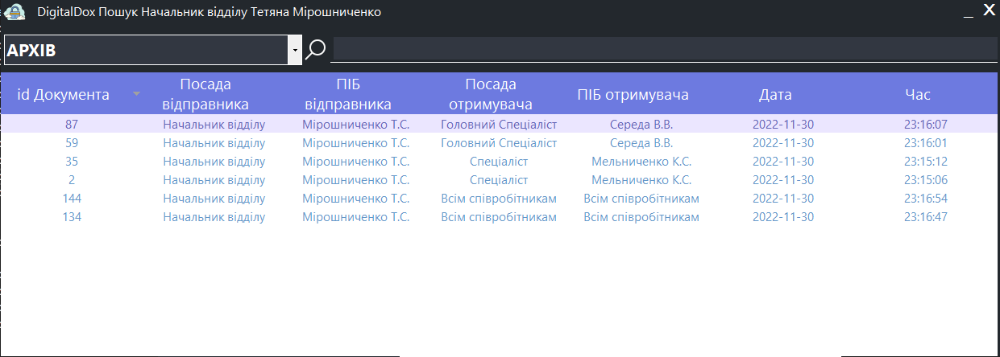 DigitalDox Пошук Начальник відділу Тетяна Мірошниченко
АРХІВ
id Документа Посада відправника ПІБ відправника Посада отримувача ПІБ отримувача Дата Час
87 Начальник відділу Мірошниченко Т.С. Головний Спеціаліст Середа В.В. 2022-11-30 23:16:07
59 Начальник відділу Мірошниченко Т.С. Головний Спеціаліст Середа В.В. 2022-11-30 23:16:01
35 Начальник відділу Мірошниченко Т.С. Спеціаліст Мельниченко К.С. 2022-11-30 23:15:12
2 Начальник відділу Мірошниченко Т.С. Спеціаліст Мельниченко К.С. 2022-11-30 23:15:06
144 Начальник відділу Мірошниченко Т.С. Всім співробітникам Всім співробітникам 2022-11-30 23:16:54
134 Начальник відділу Мірошниченко Т.С. Всім співробітникам Всім співробітникам 2022-11-30 23:16:47